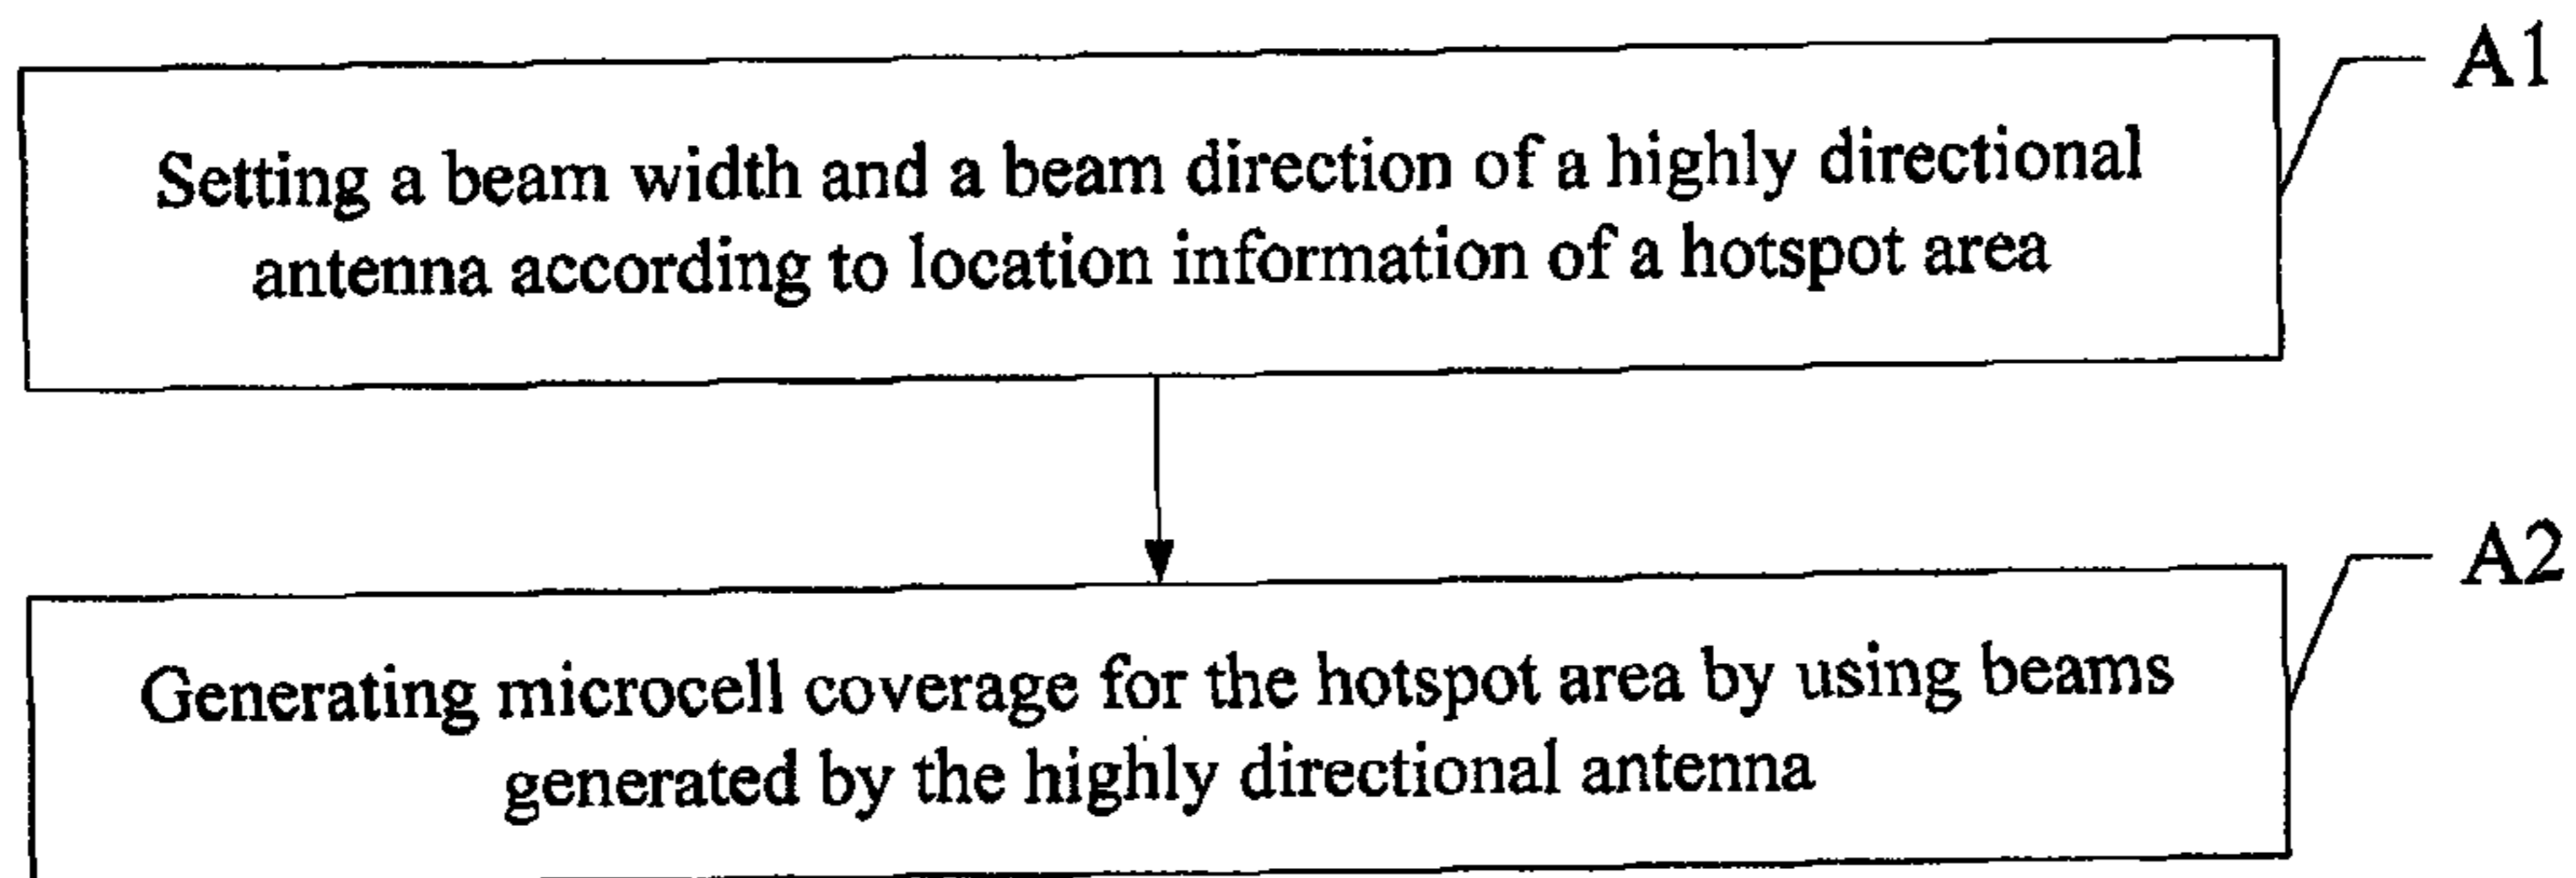 A1
Setting a beam width and a beam direction of a highly directional
antenna according to location information of a hotspot area
A2
Generating microcell coverage for the hotspot area by using beams
generated by the highly directional antenna